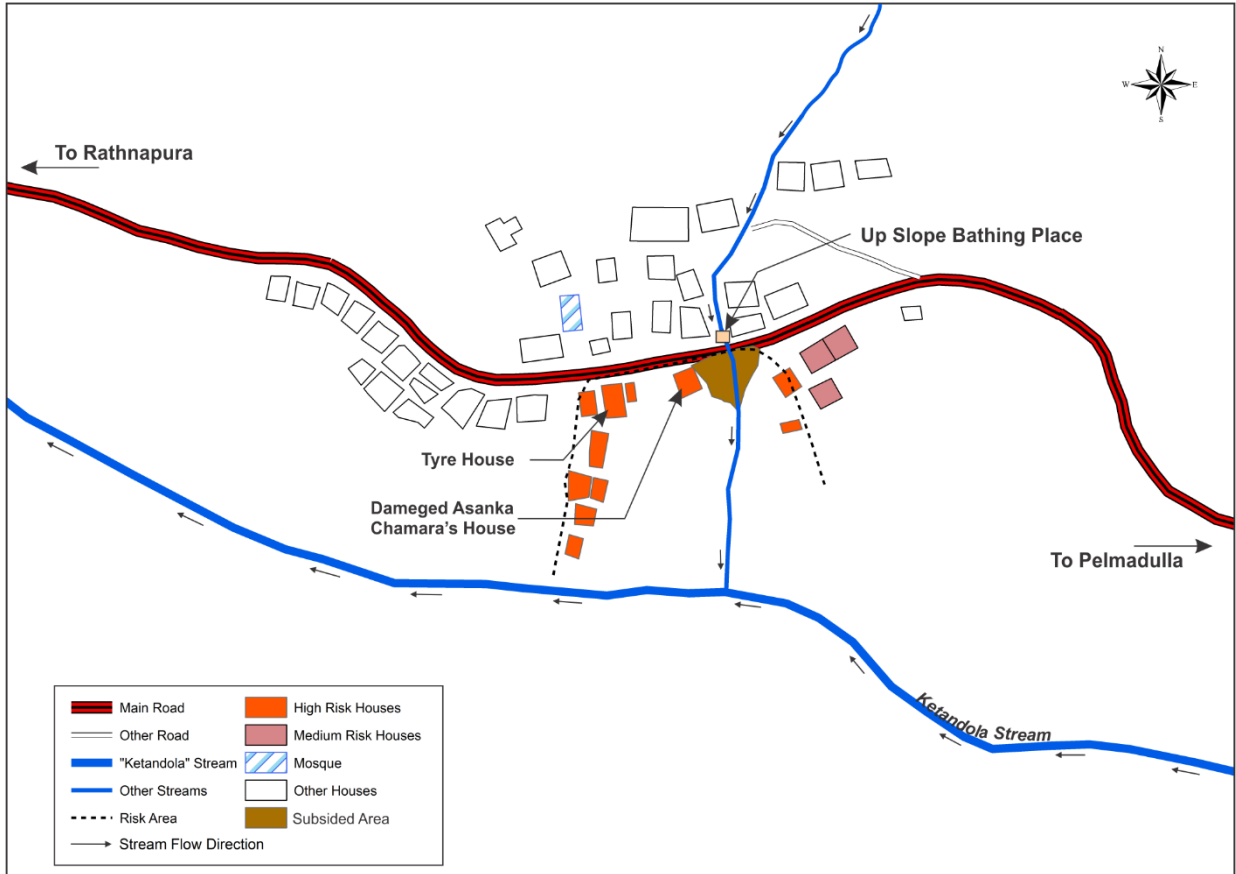 N
W
E
S
To Rathnapura
Up Slope Bathing Place
Tyre House
Dameged Asanka
Chamara's House
To Pelmadulla
Ketandola Stream
Main Road
High Risk Houses
Other Road
Medium Risk Houses
"Ketandola" Stream
Mosque
Other Streams
Other Houses
Risk Area
Subsided Area
Stream Flow Direction